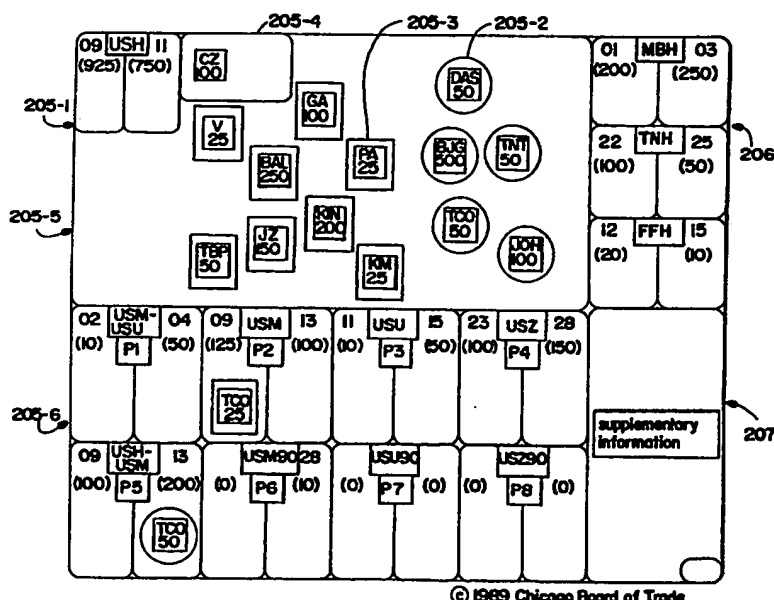 205-4
205-3
205-2
09 USH 11
(925) (750)
CZ
100
01 MBH 03
(200) (250)
DAS
50
GA
100
205-1
V
25
BJG
500
TNT
50
22 TNH 25
(100) (50)
206
BAL
250
PA
25
KIN
200
TCO
50
12 FFH 15
(20) (10)
205-5
JZ
150
TBP
50
JOH
100
KM
25
02 USM-USU 04
(10) P1 (50)
09 USM 13
(125) P2 (100)
11 USU 15
(10) P3 (50)
23 USZ 28
(100) P4 (150)
TCO
25
205-6
supplementary
information
207
09 USH-USM 13
(100) P5 (200)
USM90 28
(0) P6 (10)
USU90
(0) P7 (0)
USZ90
(0) P8 (0)
TCO
50
© 1989 Chicago Board of Trade